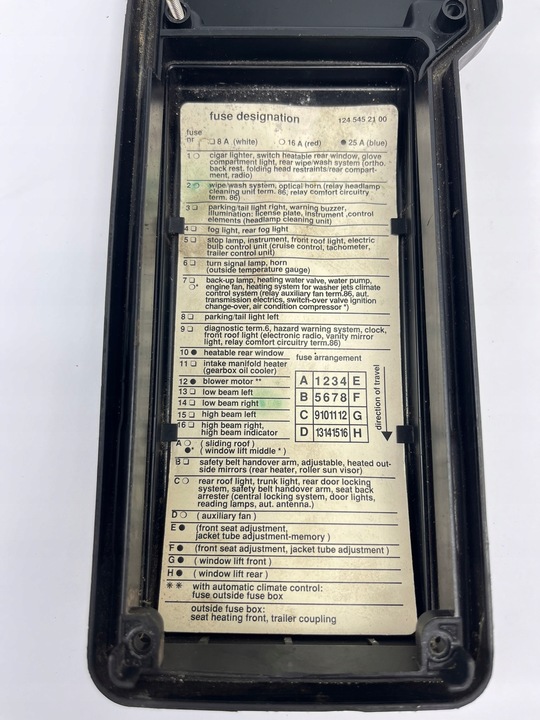 fuse designation 124 545 21 00
fuse
nr □ 8 A (white) ○ 16 A (red) ● 25 A (blue)
1 ○ cigar lighter, switch heatable rear window, glove
compartment light, rear wipe/wash system (ortho.
back rest. folding head restraints/rear compart-
ment, radio)
2 ○ wipe/wash system, optical horn (relay headlamp
cleaning unit term. 86, relay comfort circuitry
term. 86)
3 □ parking/tail light right, warning buzzer,
illumination: license plate, instrument, control
elements (headlamp cleaning unit)
4 □ fog light, rear fog light
5 □ stop lamp, instrument, front roof light, electric
bulb control unit (cruise control, tachometer,
trailer control unit)
6 □ turn signal lamp, horn
(outside temperature gauge)
7 □ back-up lamp, heating water valve, water pump,
○* engine fan, heating system for washer jets climate
control system (relay auxiliary fan term.86, aut.
transmission electrics, switch-over valve ignition
change-over, air condition compressor *)
8 □ parking/tail light left
9 □ diagnostic term.6, hazard warning system, clock,
front roof light (electronic radio, vanity mirror
light, relay comfort circuitry term.86)
10 ● heatable rear window
11 □ intake manifold heater
(gearbox oil cooler)
12 ● blower motor **
13 □ low beam left
14 □ low beam right
15 □ high beam left
16 □ high beam right,
high beam indicator
fuse arrangement
A 1 2 3 4 E
B 5 6 7 8 F
C 9 10 11 12 G
D 13 14 15 16 H
direction of travel
A ○ ( sliding roof )
●* ( window lift middle * )
B □ safety belt handover arm, adjustable, heated out-
side mirrors (rear heater, roller sun visor)
C ○ rear roof light, trunk light, rear door locking
system, safety belt handover arm, seat back
arrester (central locking system, door lights,
reading lamps, aut. antenna.)
D ○ ( auxiliary fan )
E ● (front seat adjustment,
jacket tube adjustment-memory )
F ● (front seat adjustment, jacket tube adjustment )
G ● ( window lift front )
H ● ( window lift rear )
* * with automatic climate control:
fuse outside fuse box
outside fuse box:
seat heating front, trailer coupling